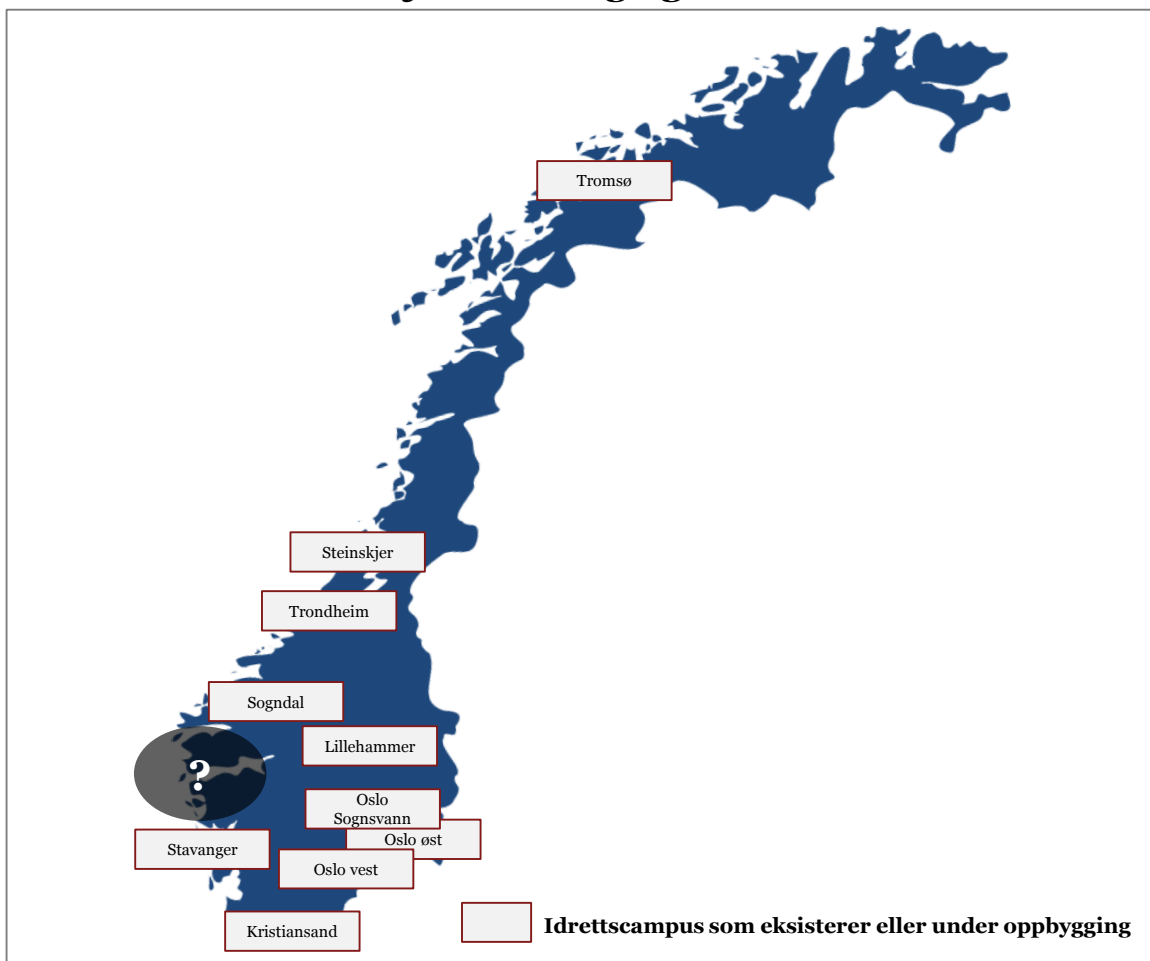 Tromsø
Steinskjer
Trondheim
Sogndal
Lillehammer
?
Oslo
Sognsvann
Oslo øst
Stavanger
Oslo vest
Kristiansand
Idrettscampus som eksisterer eller under oppbygging